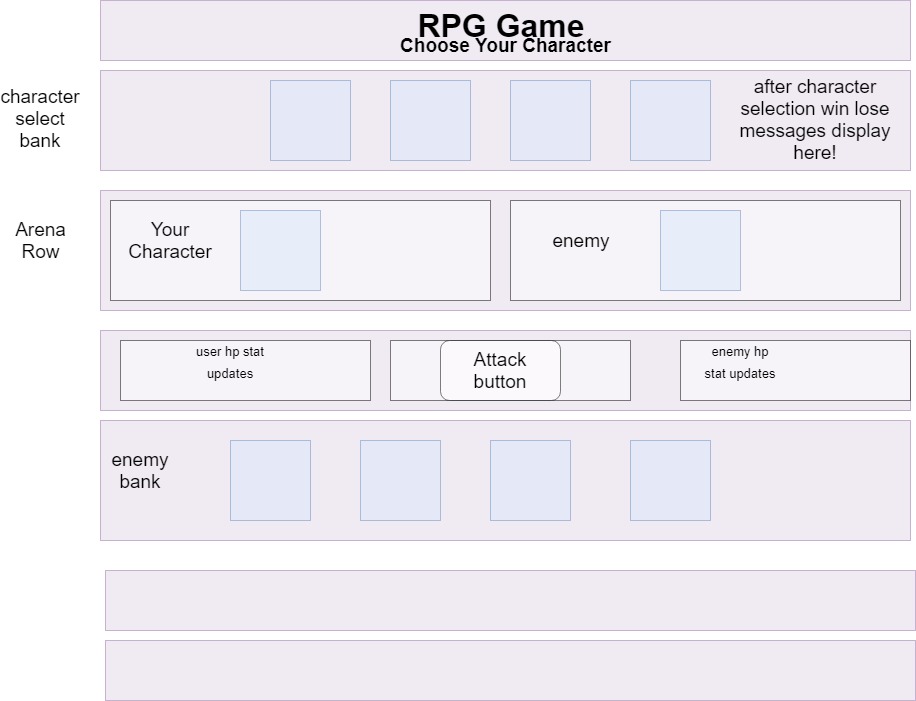 RPG Game
Choose Your Character
character
select
bank
after character
selection win lose
messages display
here!
Arena
Row
Your
Character
enemy
user hp stat
updates
Attack
button
enemy hp
stat updates
enemy
bank